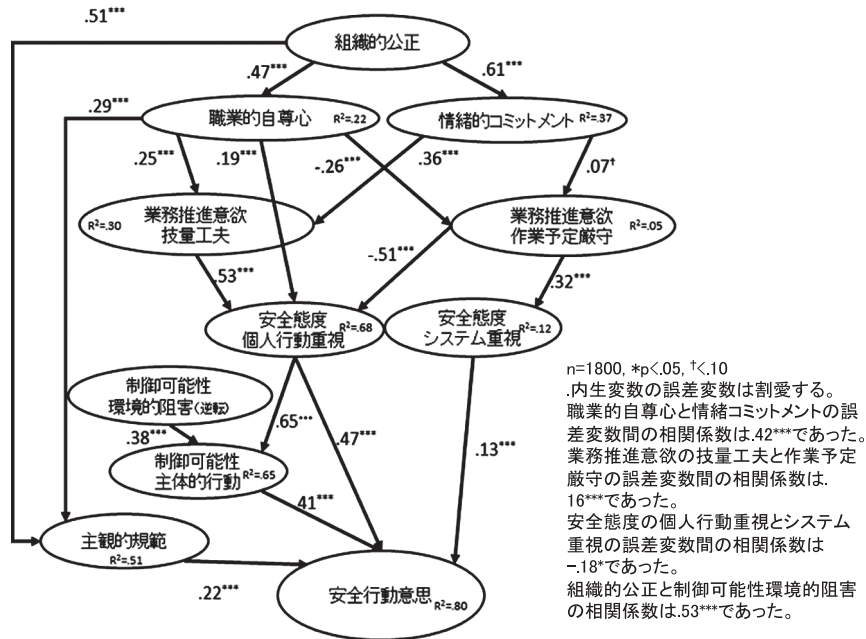 .51***
組織的公正
.47***
.61***
.29***
職業的自尊心 R²=.22
情緒的コミットメント R²=.37
.25***
.19***
-.26***
.36***
.07†
R²=.30 業務推進意欲
技量工夫
業務推進意欲
作業予定厳守 R²=.05
.53***
-.51***
.32***
安全態度
個人行動重視 R²=.68
安全態度
システム重視 R²=.12
制御可能性
環境的阻害(逆転)
.38***
.65***
.47***
.13***
制御可能性
主体的行動 R²=.65
.41***
主観的規範
R²=.51
.22***
安全行動意思 R²=.80
n=1800, *p<.05, †<.10
.内生変数の誤差変数は割愛する。
職業的自尊心と情緒コミットメントの誤
差変数間の相関係数は.42***であった。
業務推進意欲の技量工夫と作業予定
厳守の誤差変数間の相関係数は.
16***であった。
安全態度の個人行動重視とシステム
重視の誤差変数間の相関係数は
-.18*であった。
組織的公正と制御可能性環境的阻害
の相関係数は.53***であった。